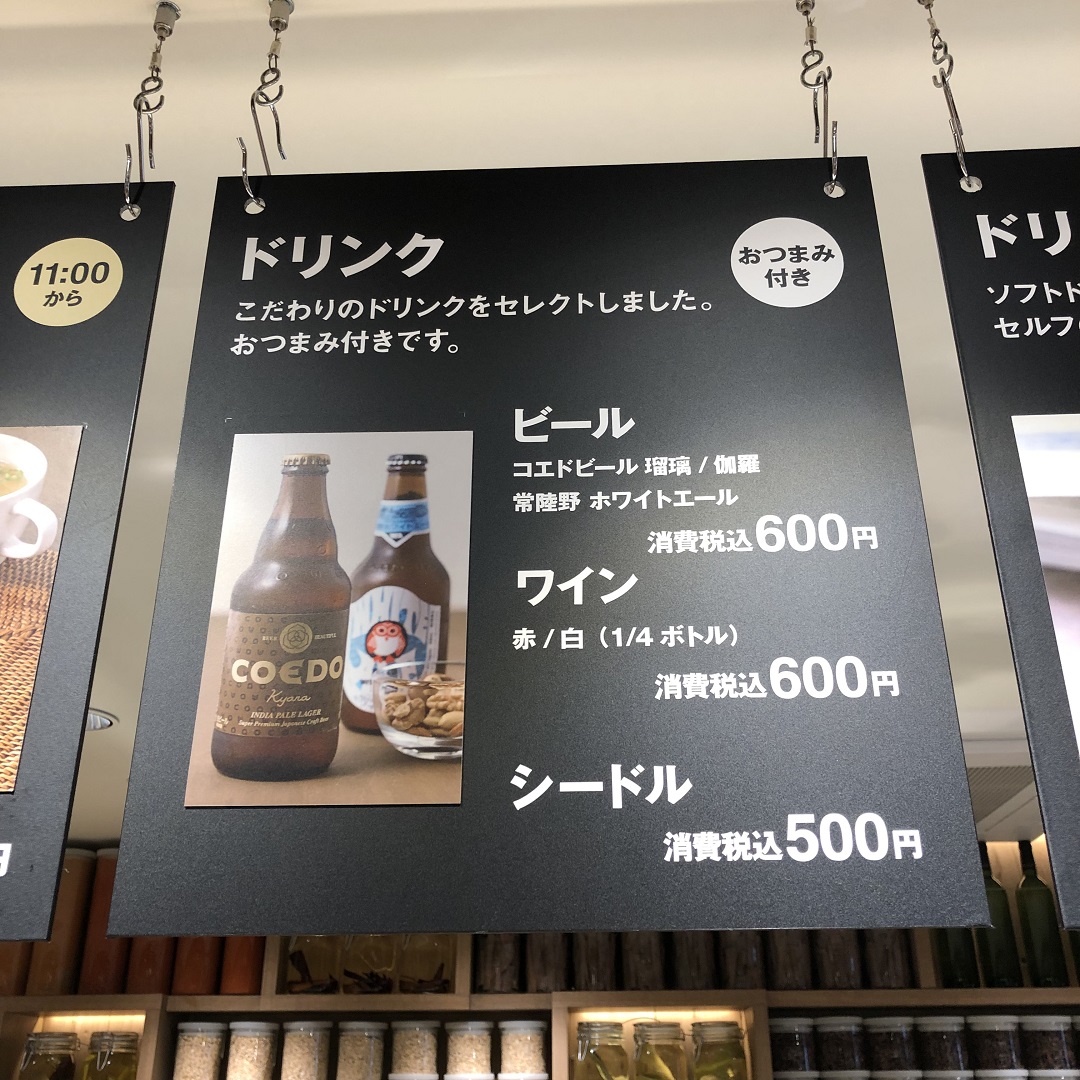 11:00
から
円
ドリンク
おつまみ
付き
こだわりのドリンクをセレクトしました。
おつまみ付きです。
ビール
コエドビール 瑠璃 / 伽羅
常陸野 ホワイトエール
消費税込600円
ワイン
赤 / 白（1/4 ボトル）
消費税込600円
シードル
消費税込500円
COEDO
Kyara
INDIA PALE LAGER
Super Premium Japanese Craft Beer
ドリ
ソフトド
セルフ